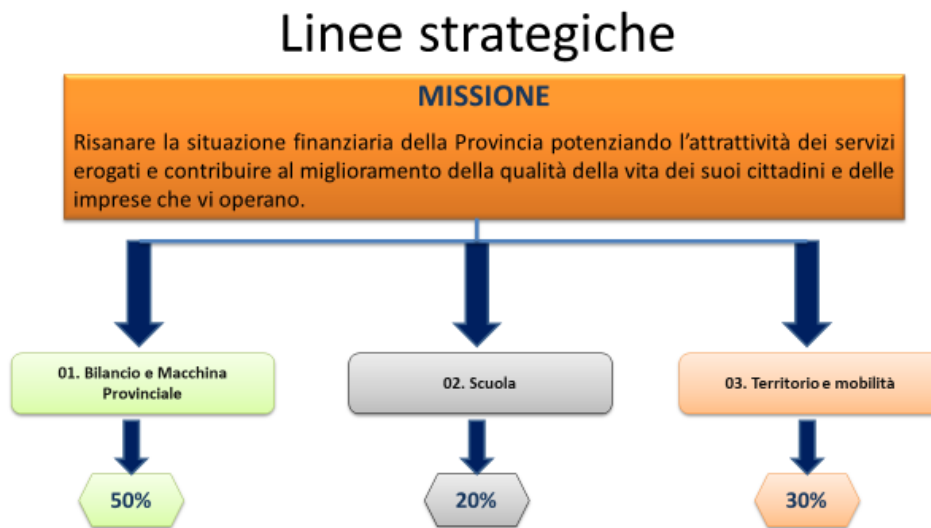 Linee strategiche
MISSIONE
Risanare la situazione finanziaria della Provincia potenziando l'attrattività dei servizi
erogati e contribuire al miglioramento della qualità della vita dei suoi cittadini e delle
imprese che vi operano.
01. Bilancio e Macchina
Provinciale
02. Scuola
03. Territorio e mobilità
50%
20%
30%